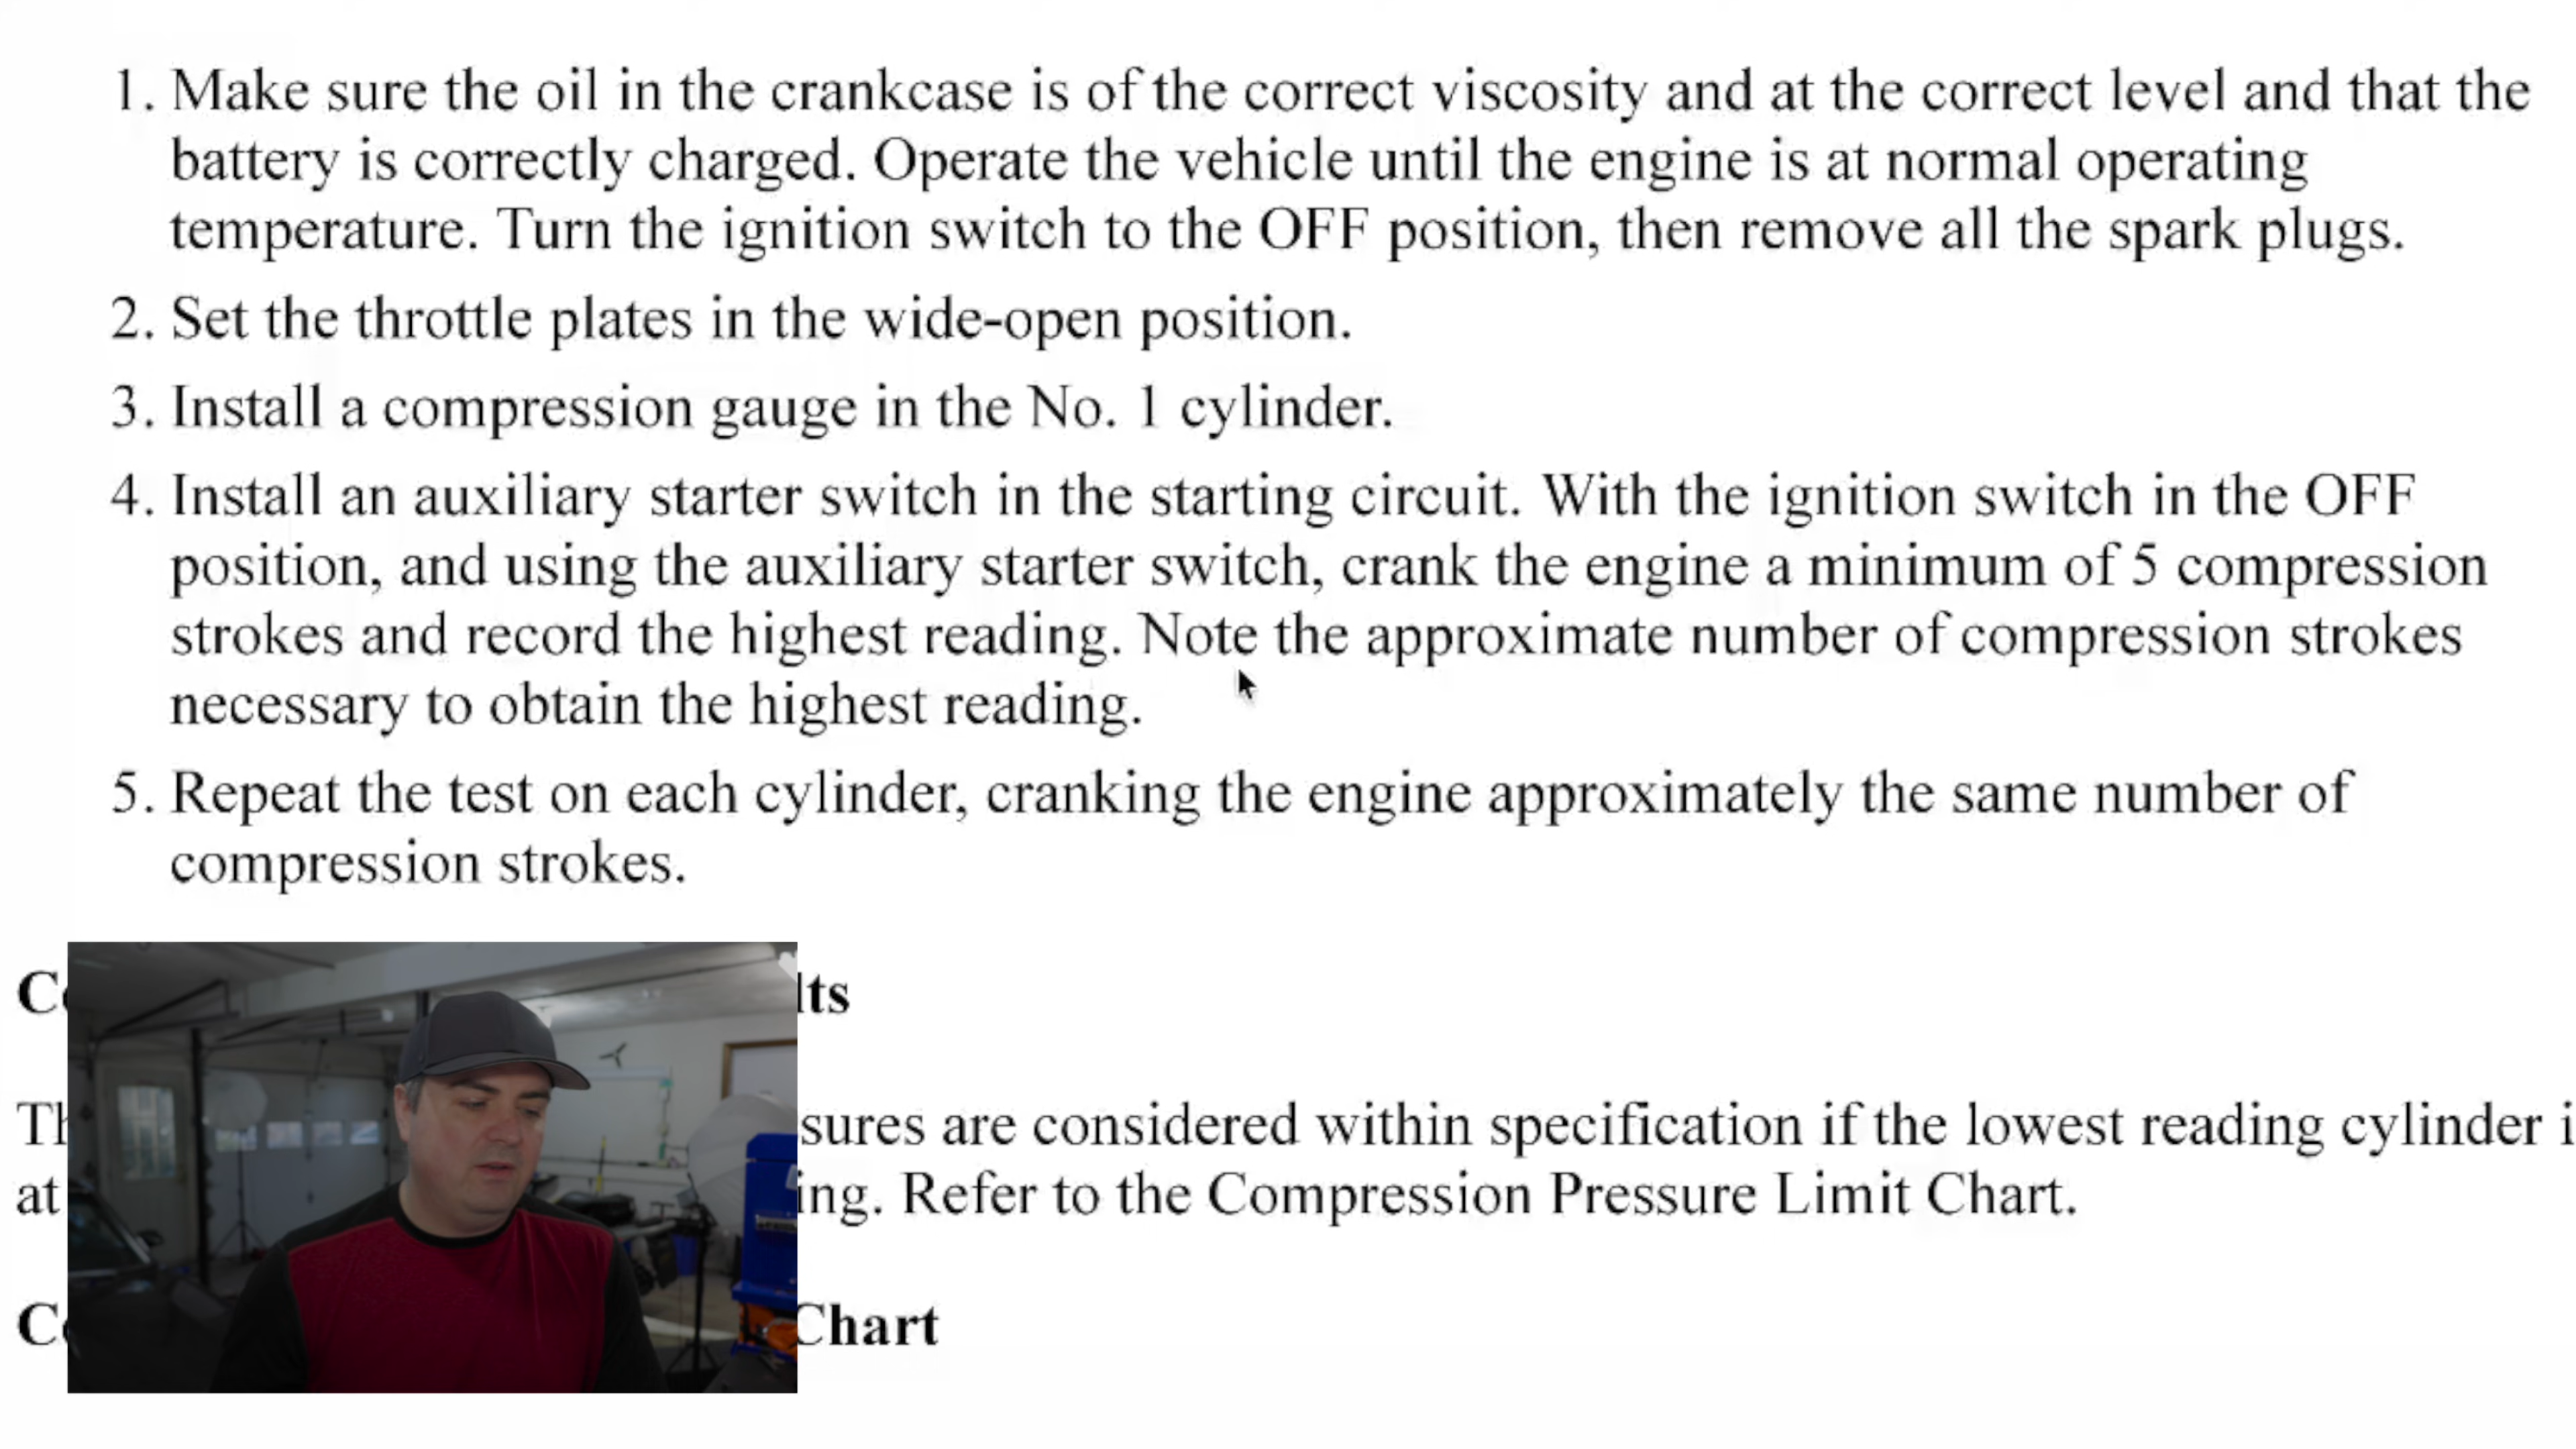 1. Make sure the oil in the crankcase is of the correct viscosity and at the correct level and that the
battery is correctly charged. Operate the vehicle until the engine is at normal operating
temperature. Turn the ignition switch to the OFF position, then remove all the spark plugs.
2. Set the throttle plates in the wide-open position.
3. Install a compression gauge in the No. 1 cylinder.
4. Install an auxiliary starter switch in the starting circuit. With the ignition switch in the OFF
position, and using the auxiliary starter switch, crank the engine a minimum of 5 compression
strokes and record the highest reading. Note the approximate number of compression strokes
necessary to obtain the highest reading.
5. Repeat the test on each cylinder, cranking the engine approximately the same number of
compression strokes.
are considered within specification if the lowest reading cylinder
at
Refer to the Compression Pressure Limit Chart.
Chart